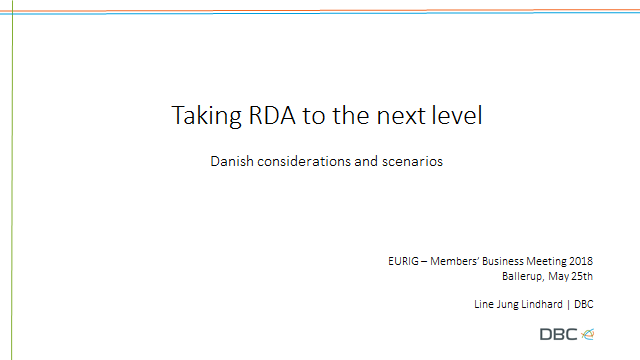 Taking RDA to the next level
Danish considerations and scenarios
EURIG – Members' Business Meeting 2018
Ballerup, May 25th
Line Jung Lindhard | DBC
DBC